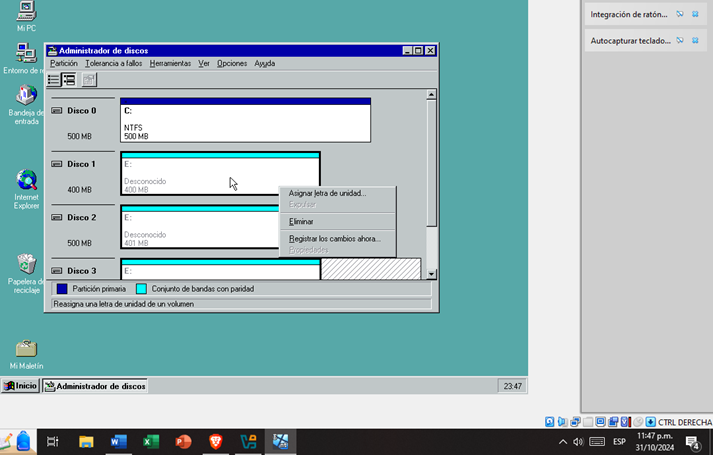 Mi PC
Entorno de r
Bandeja de
entrada
Internet
Explorer
Papelera de
reciclaje
Mi Maletín
Administrador de discos
Partición Tolerancia a fallos Herramientas Ver Opciones Ayuda
Disco 0
500 MB
C:
NTFS
500 MB
Disco 1
400 MB
E:
Desconocido
400 MB
Disco 2
500 MB
E:
Desconocido
401 MB
Disco 3
E:
Asignar letra de unidad...
Expulsar
Eliminar
Registrar los cambios ahora...
Propiedades
Partición primaria Conjunto de bandas con paridad
Reasigna una letra de unidad de un volumen
Inicio Administrador de discos 23:47
Integración de ratón...
Autocapturar teclado...
CTRL DERECHA
ESP
11:47 p.m.
31/10/2024
4